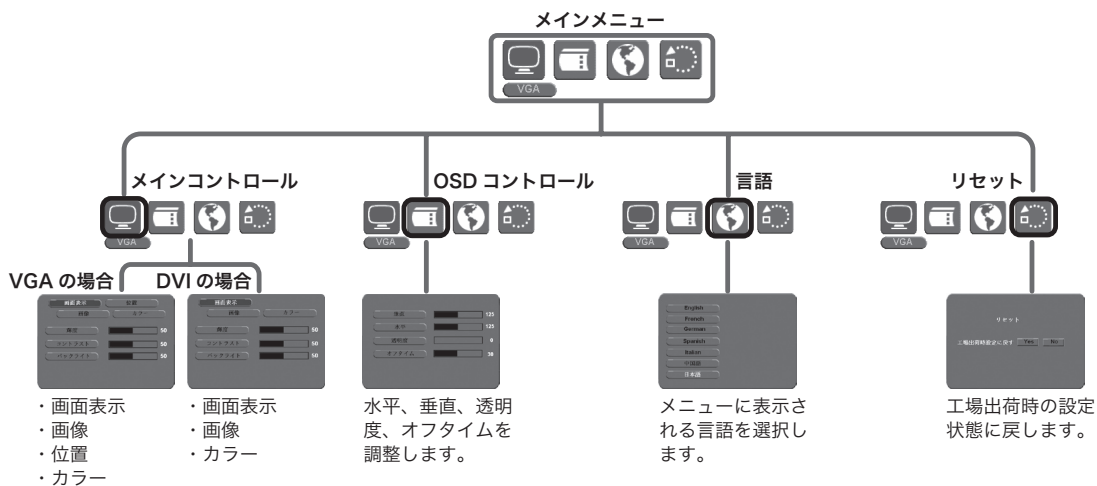 メインメニュー
VGA
メインコントロール
VGA
OSD コントロール
VGA
言語
VGA
リセット
VGA
VGA の場合
画面表示 位置
画像 カラー
輝度 50
コントラスト 50
バックライト 50
・画面表示
・画像
・位置
・カラー
DVI の場合
画面表示
画像 カラー
輝度 50
コントラスト 50
バックライト 50
・画面表示
・画像
・カラー
垂直 125
水平 125
透明度 0
オフタイム 30
水平、垂直、透明
度、オフタイムを
調整します。
English
French
German
Spanish
Italian
中国語
日本語
メニューに表示さ
れる言語を選択し
ます。
リセット
工場出荷時設定に戻す Yes No
工場出荷時の設定
状態に戻します。